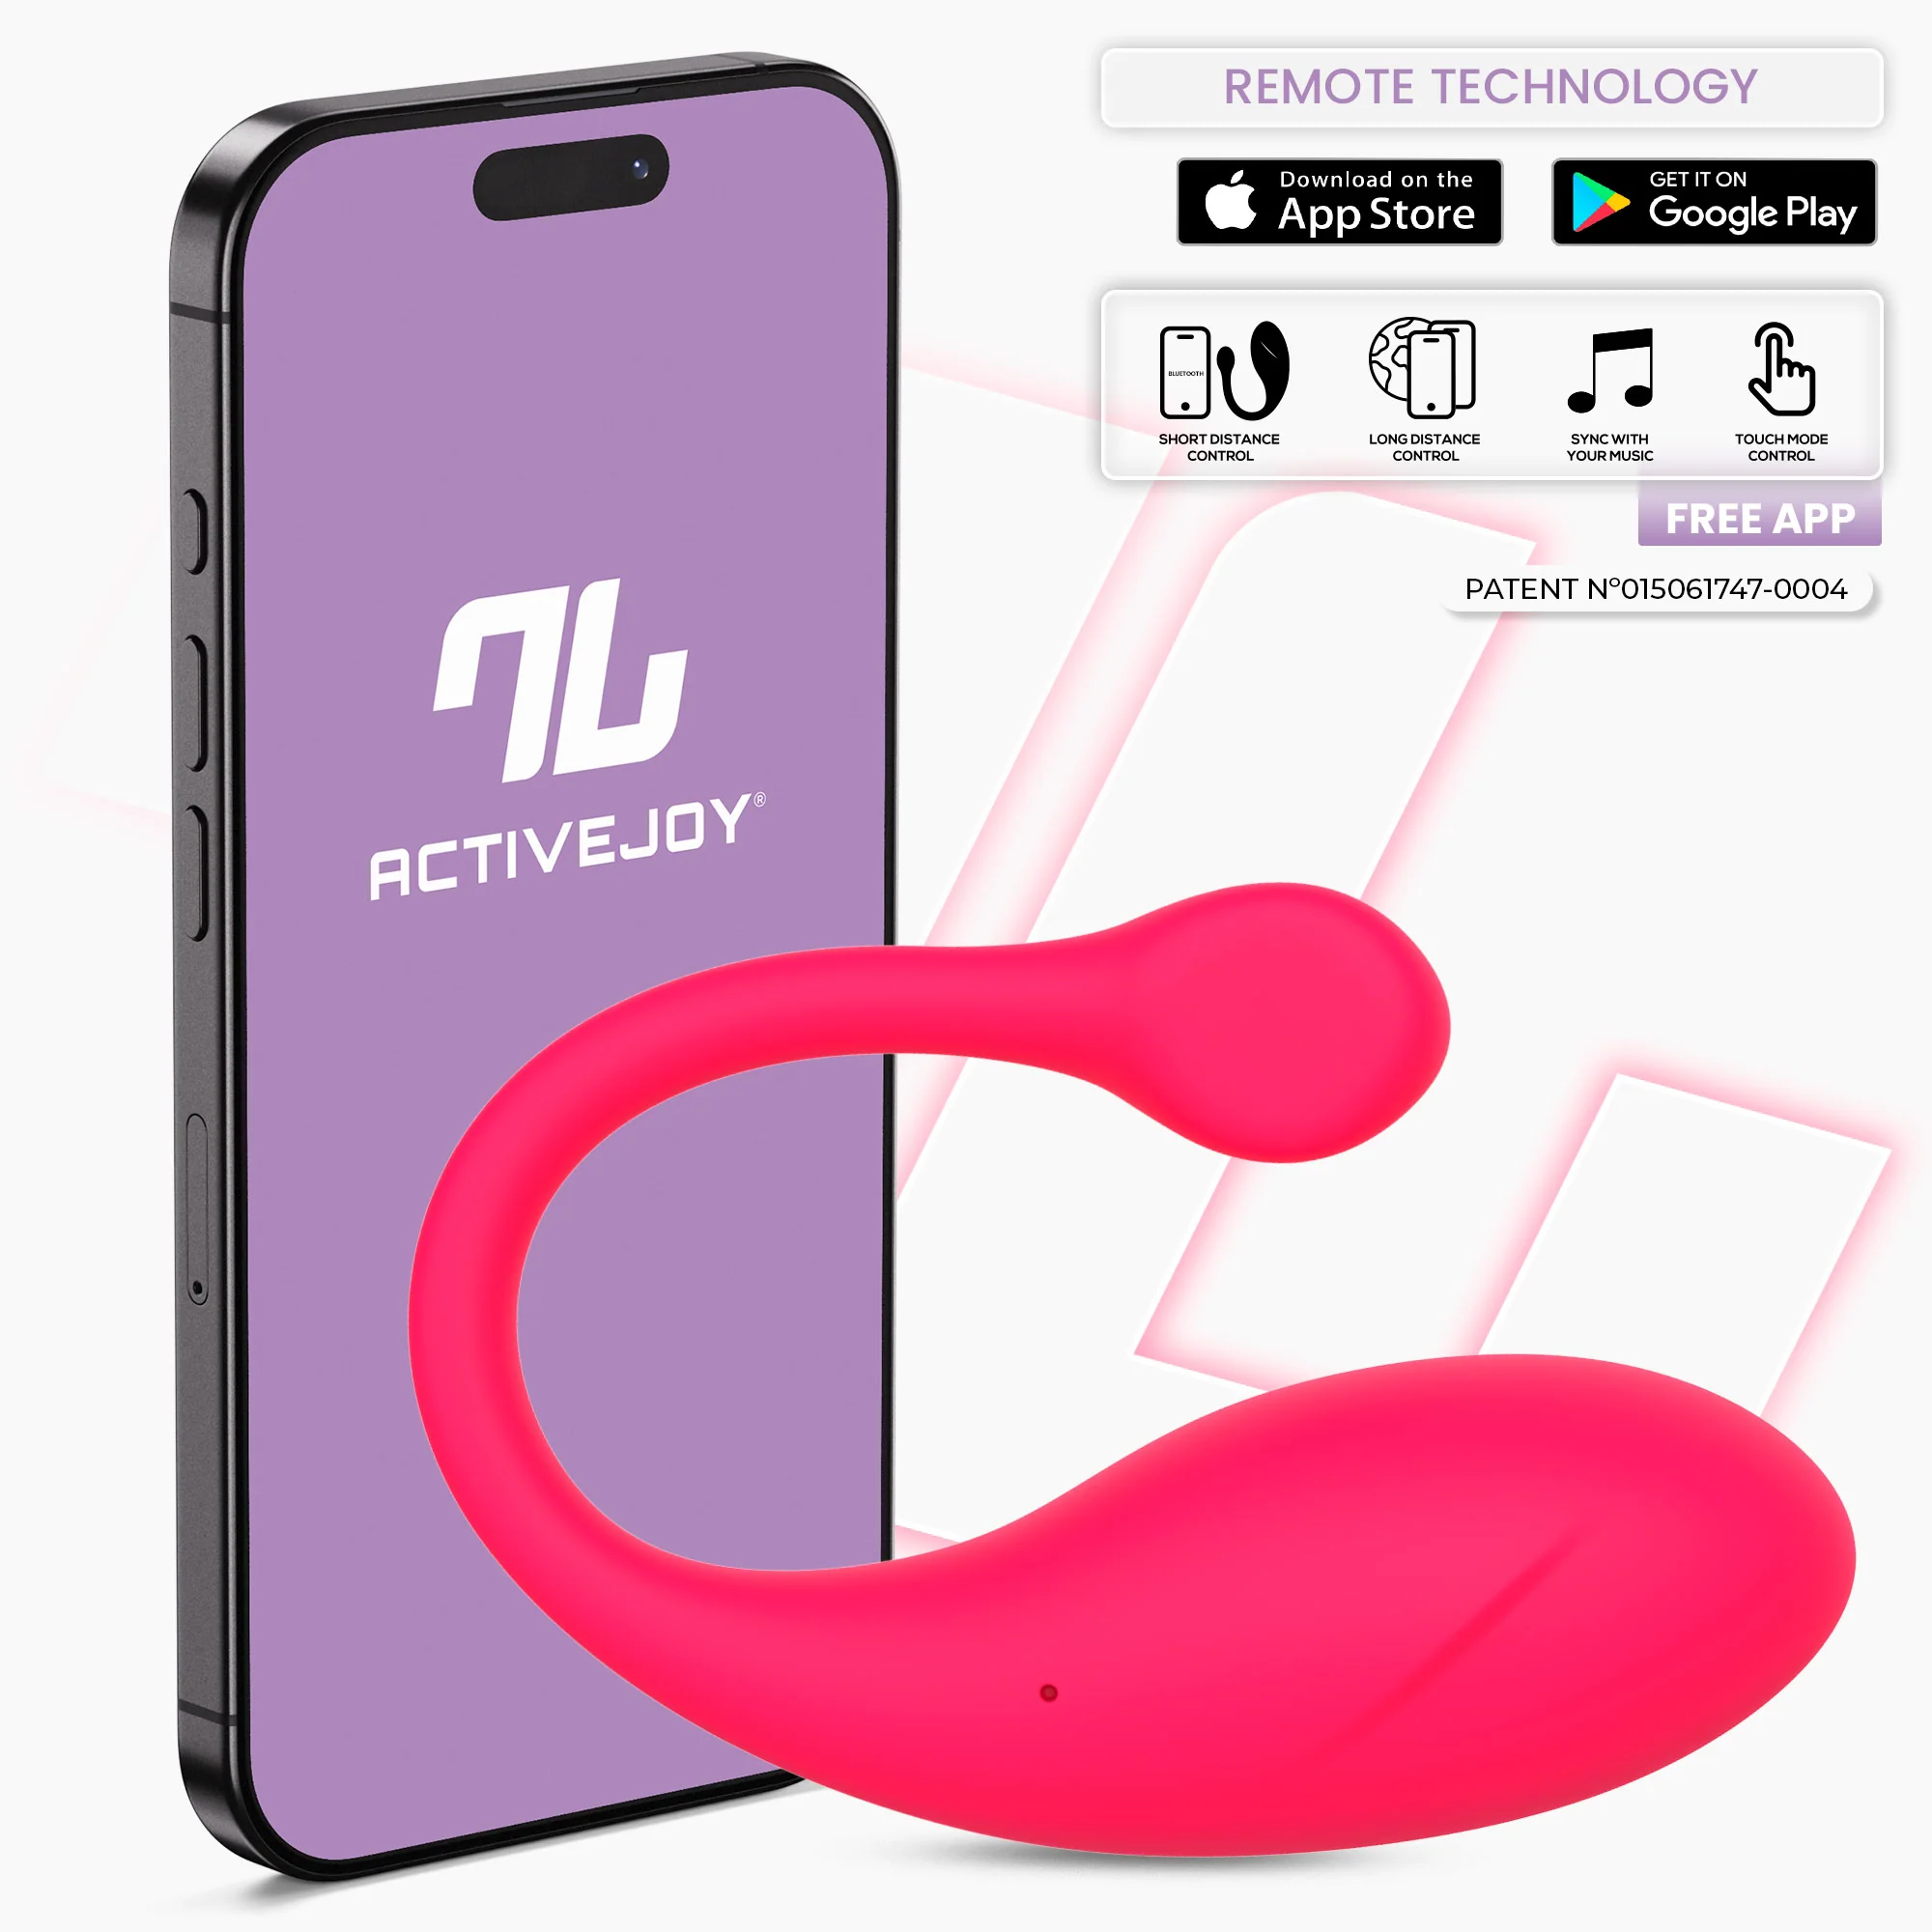 REMOTE TECHNOLOGY
Download on the
App Store
GET IT ON
Google Play
BLUETOOTH
SHORT DISTANCE
CONTROL
LONG DISTANCE
CONTROL
SYNC WITH
YOUR MUSIC
TOUCH MODE
CONTROL
FREE APP
PATENT Nº015061747-0004
ACTIVEJOY®